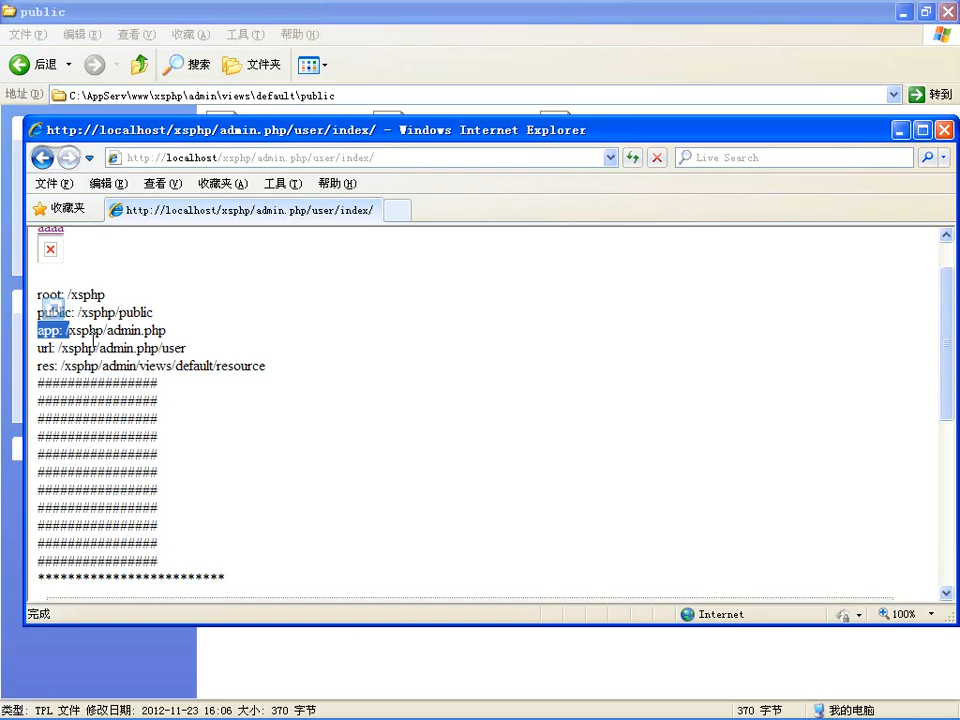 public
文件(F) 编辑(E) 查看(V) 收藏(A) 工具(T) 帮助(H)
后退 搜索 文件夹
地址(D) C:\AppServ\www\xsphp\admin\views\default\public 转到
http://localhost/xsphp/admin.php/user/index/ - Windows Internet Explorer
http://localhost/xsphp/admin.php/user/index/ Live Search
文件(F) 编辑(E) 查看(V) 收藏夹(A) 工具(T) 帮助(H)
收藏夹 http://localhost/xsphp/admin.php/user/index/
aaaa
root: /xsphp
public: /xsphp/public
app: /xsphp/admin.php
url: /xsphp/admin.php/user
res: /xsphp/admin/views/default/resource
################
################
################
################
################
################
################
################
################
################
################
*************************
完成 Internet 100%
类型: TPL 文件 修改日期: 2012-11-23 16:06 大小: 370 字节 370 字节 我的电脑